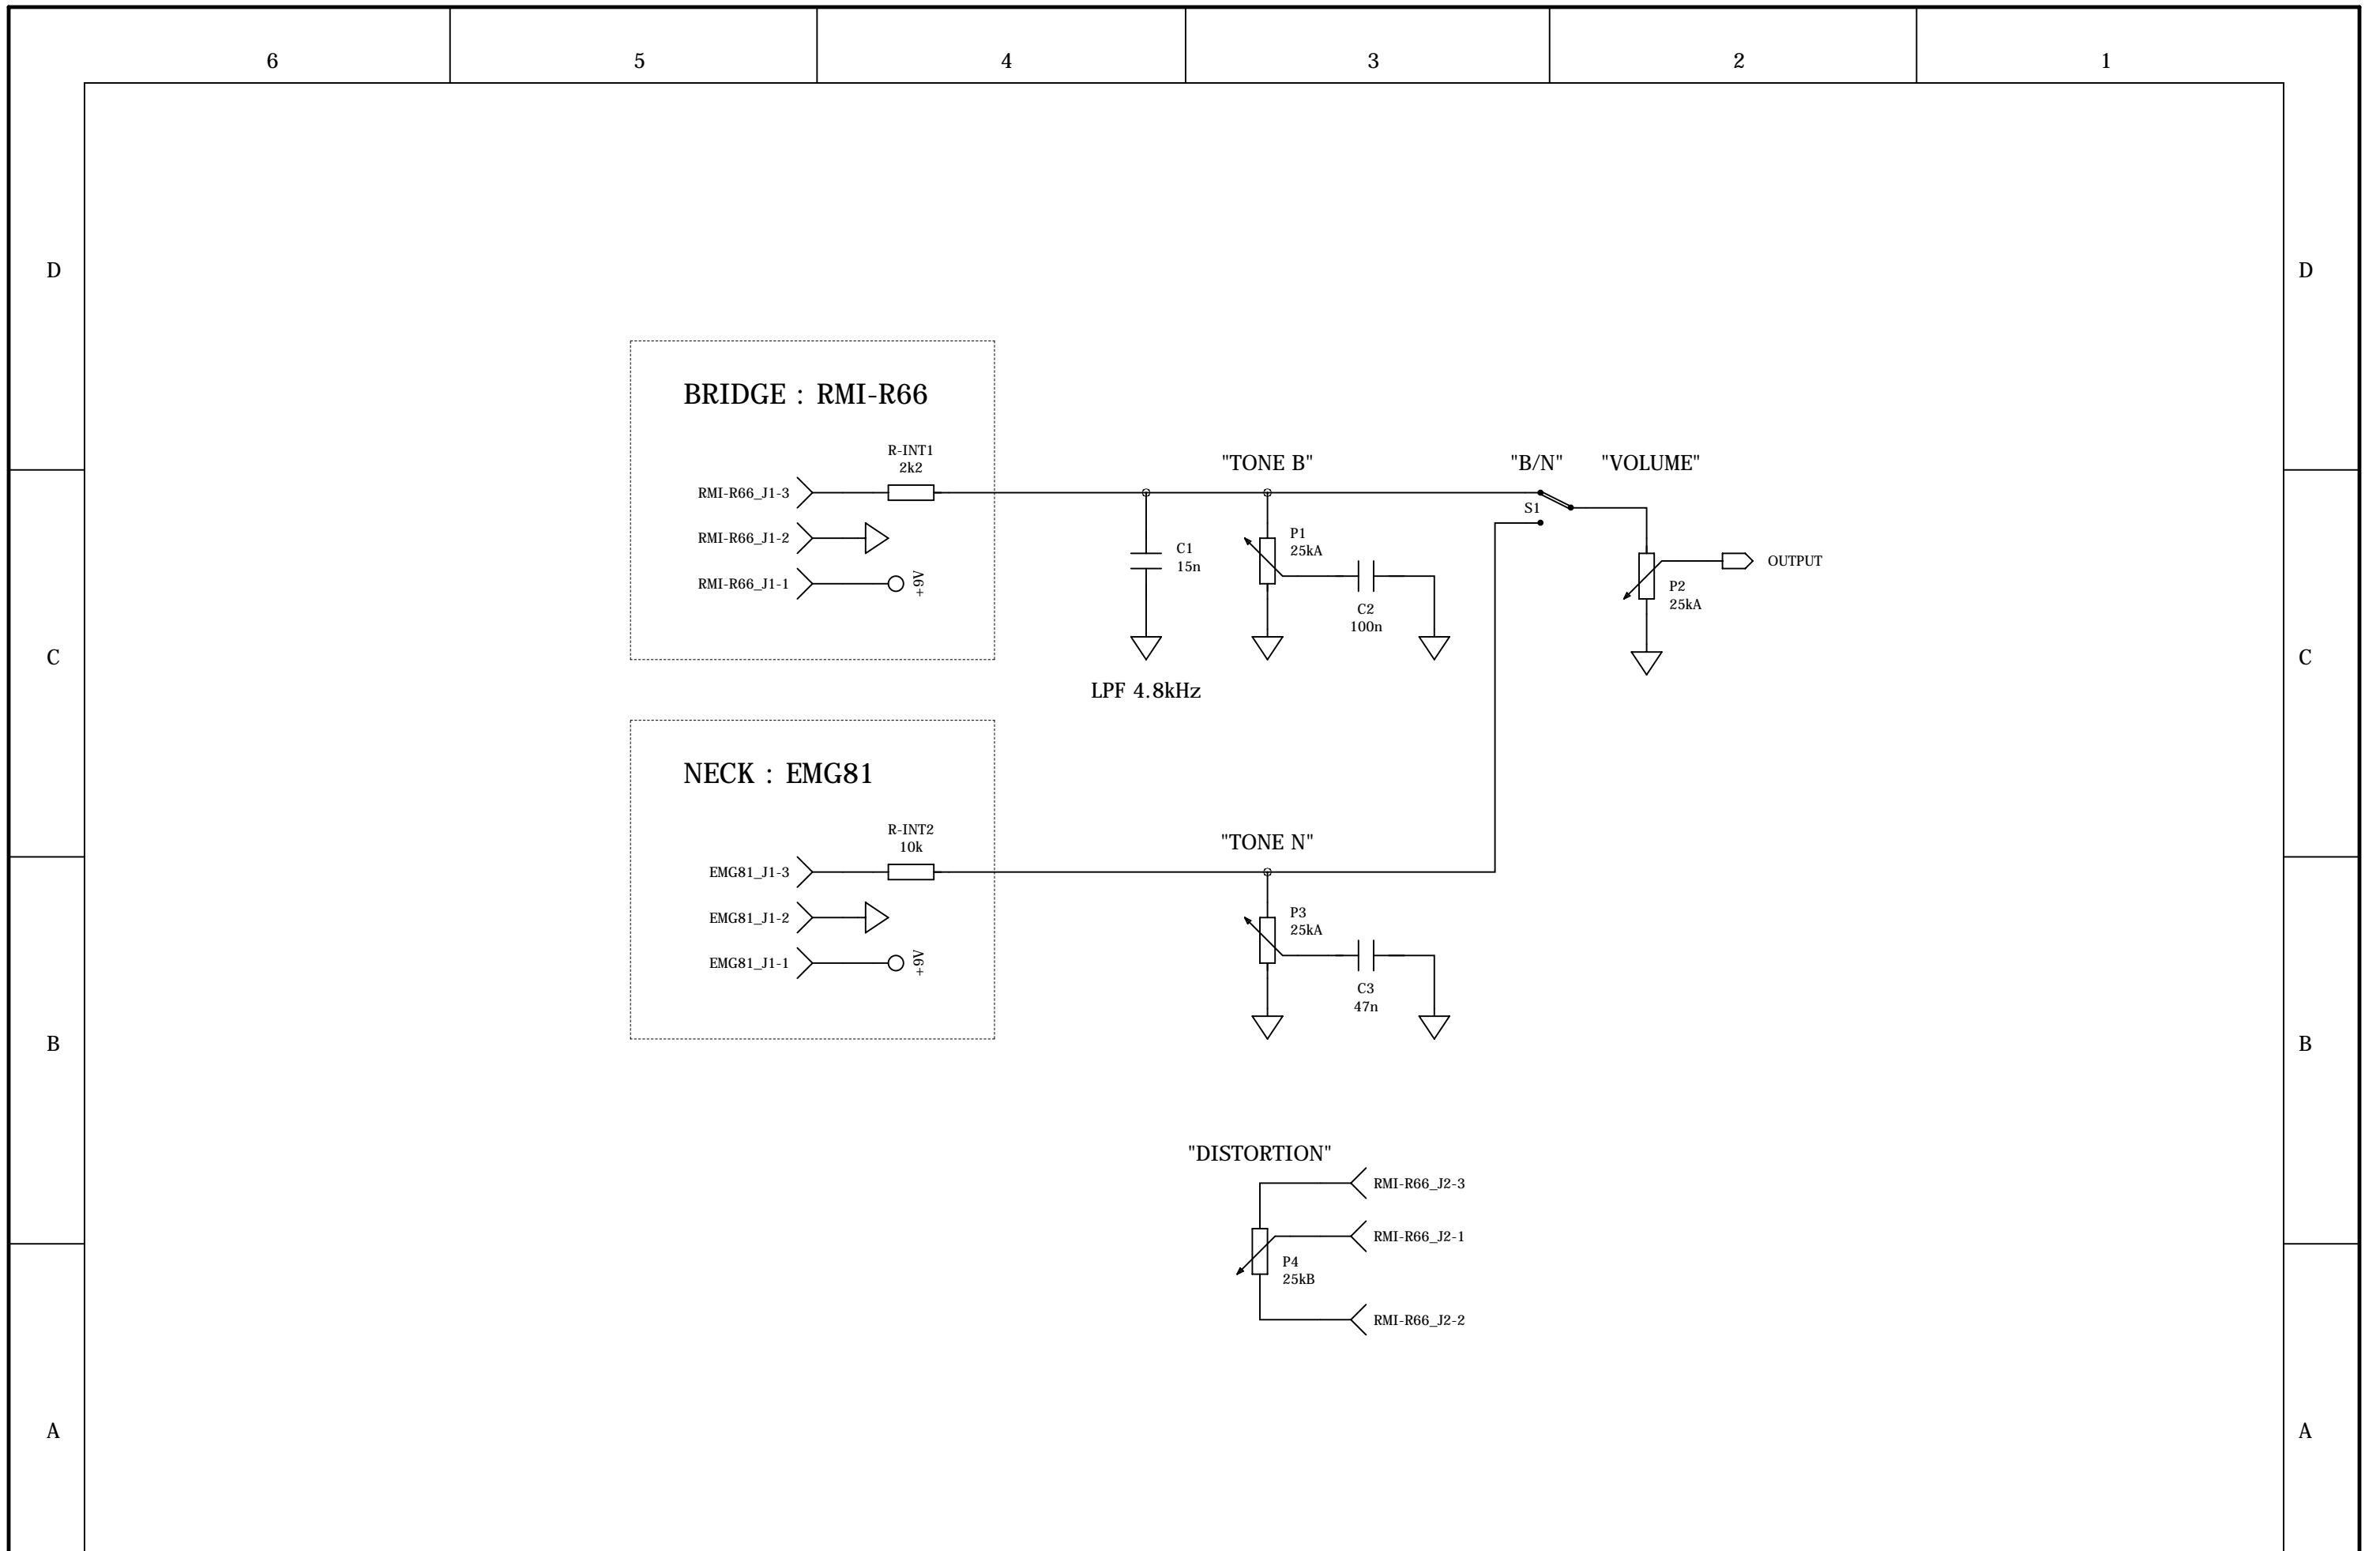 6 5 4 3 2 1
D D
BRIDGE : RMI-R66
R-INT1
2k2
RMI-R66_J1-3
RMI-R66_J1-2
RMI-R66_J1-1
+9V
"TONE B"
"B/N"
"VOLUME"
S1
P1
25kA
C1
15n
C2
100n
P2
25kA
OUTPUT
C C
LPF 4.8kHz
NECK : EMG81
R-INT2
10k
EMG81_J1-3
EMG81_J1-2
EMG81_J1-1
+9V
"TONE N"
P3
25kA
C3
47n
B B
"DISTORTION"
RMI-R66_J2-3
RMI-R66_J2-1
P4
25kB
RMI-R66_J2-2
A A